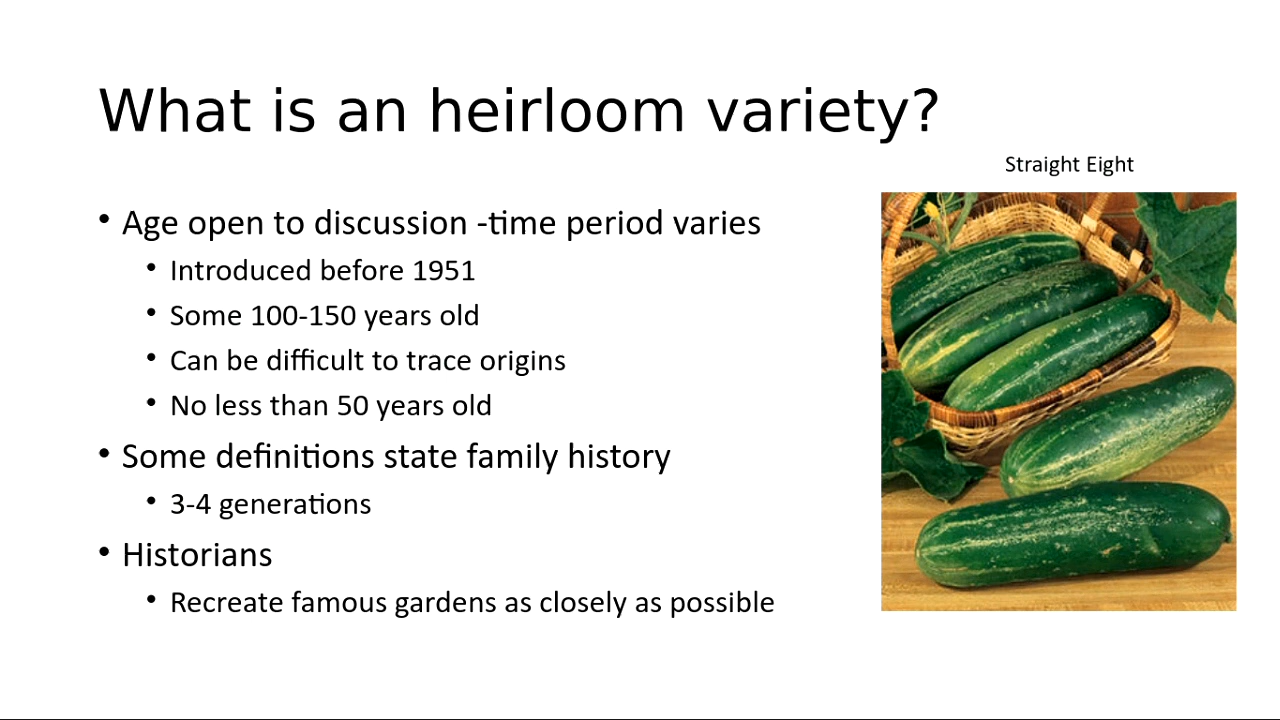 What is an heirloom variety?
Straight Eight
• Age open to discussion -time period varies
• Introduced before 1951
• Some 100-150 years old
• Can be difficult to trace origins
• No less than 50 years old
• Some definitions state family history
• 3-4 generations
• Historians
• Recreate famous gardens as closely as possible